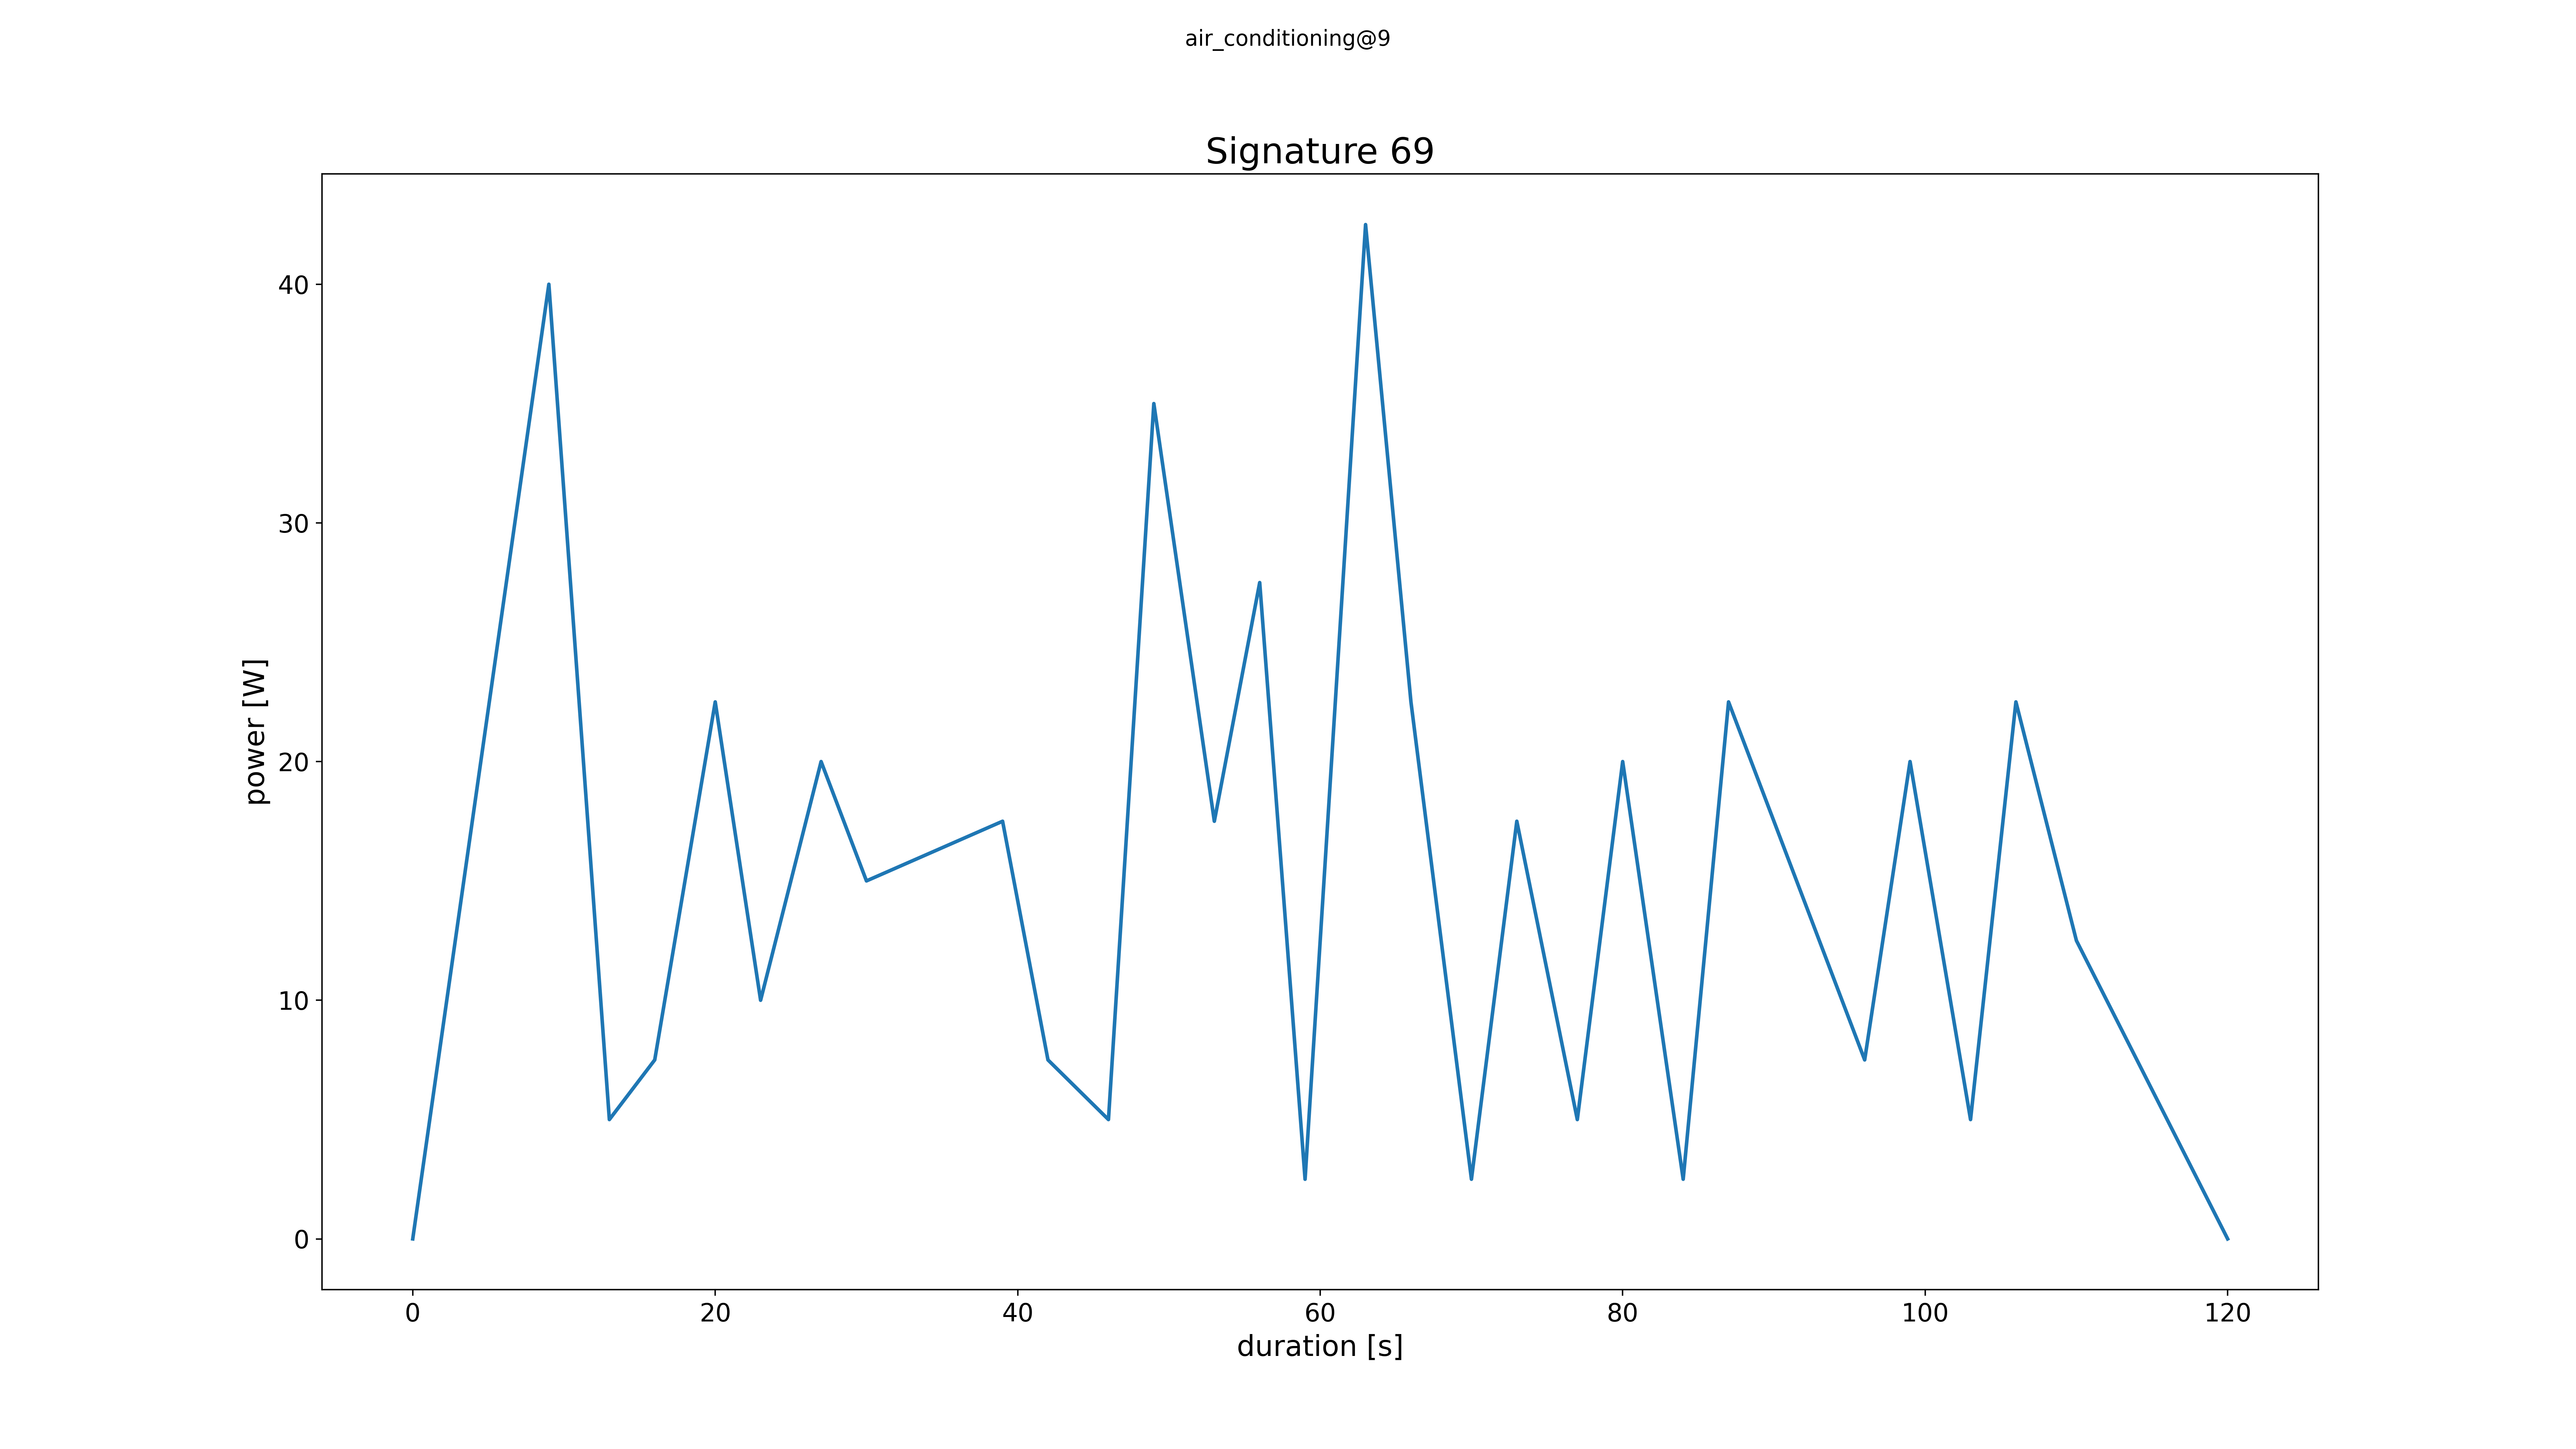 air_conditioning@9
Signature 69
power [W]
40
30
20
10
0
0 20 40 60 80 100 120
duration [s]